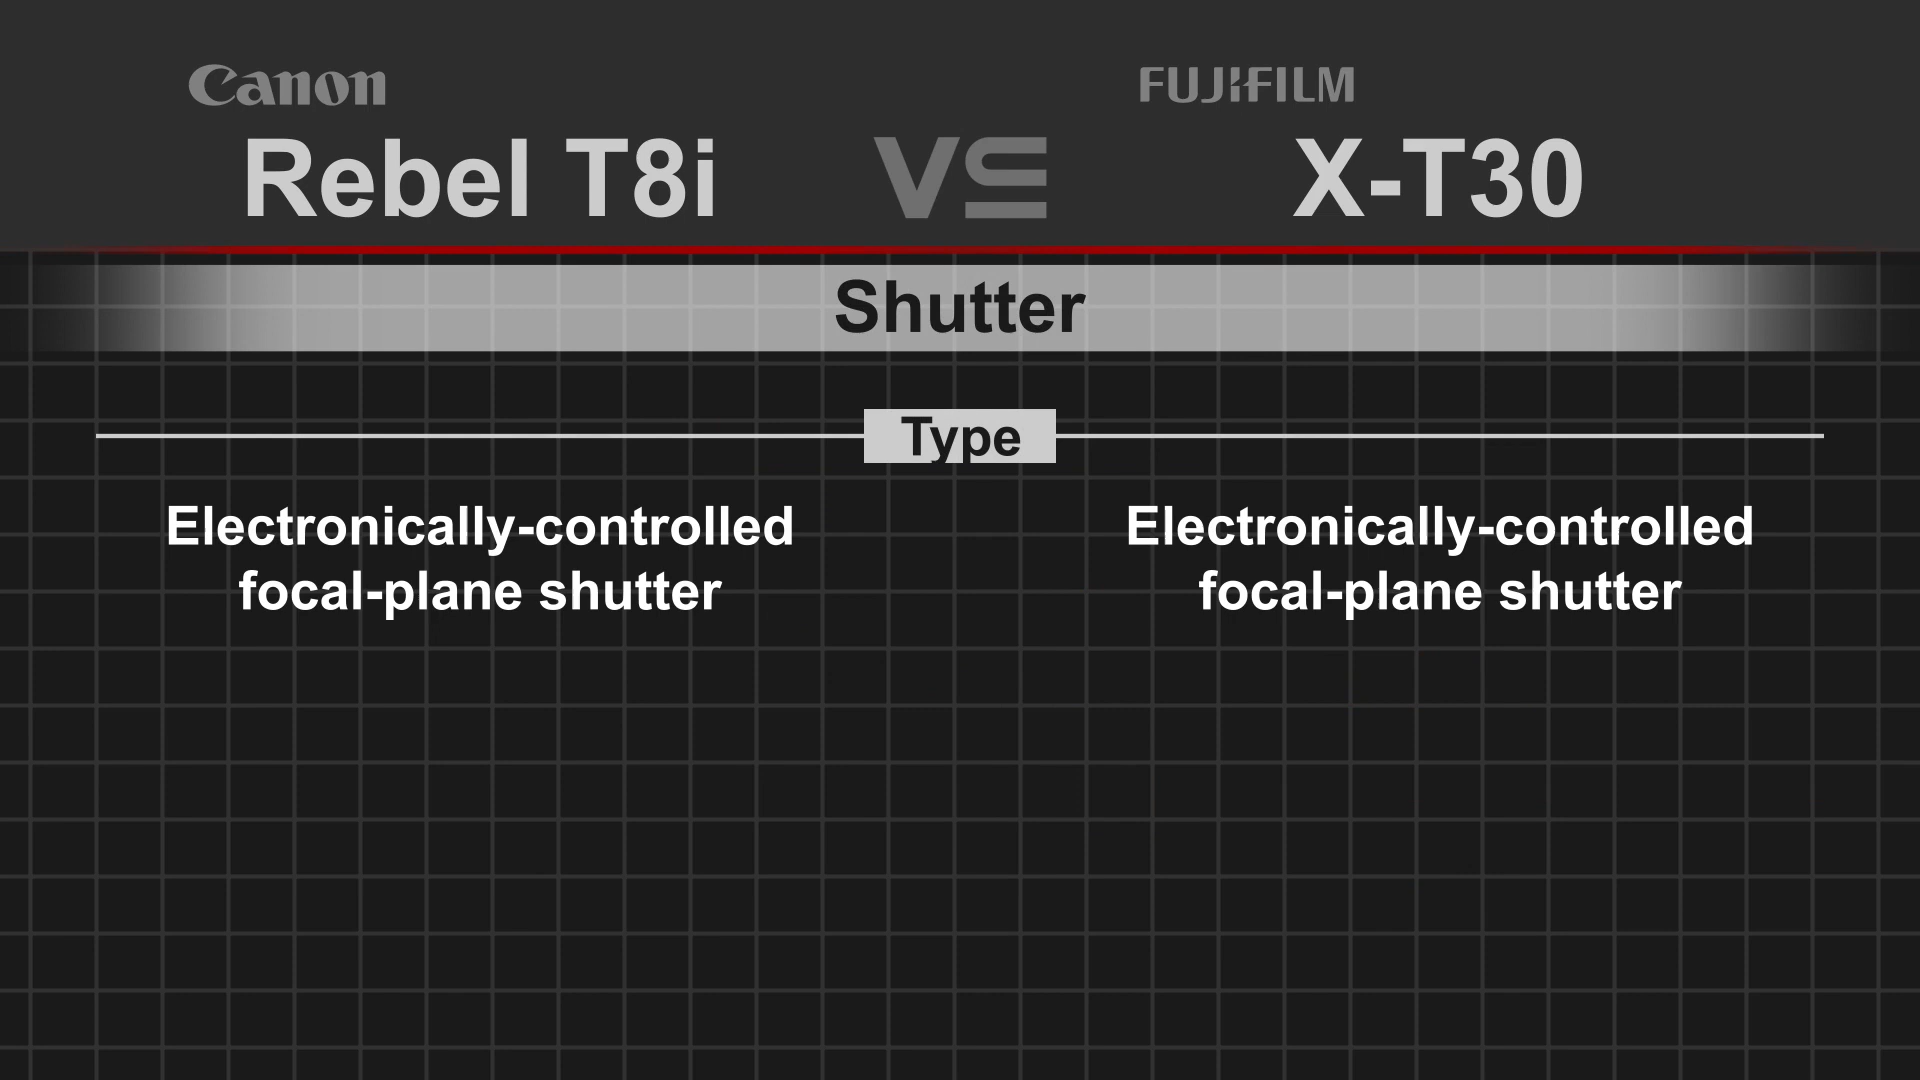 Canon
FUJIFILM
Rebel T8i VS X-T30
Shutter
Type
Electronically-controlled
focal-plane shutter
Electronically-controlled
focal-plane shutter